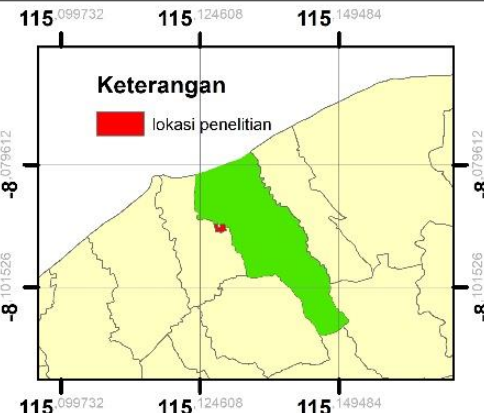 115,099732 115,124608 115,149484
Keterangan
lokasi penelitian
-8,079612 -8,079612
-8,101526 -8,101526
115,099732 115,124608 115,149484